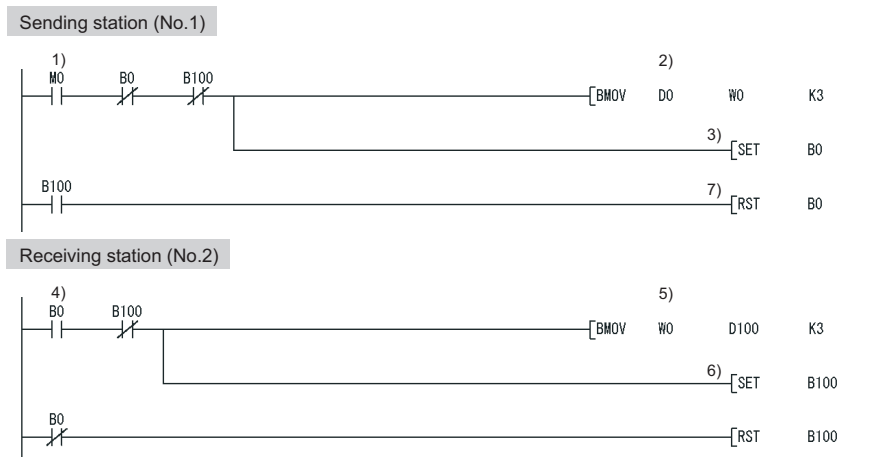 Sending station (No.1)
1) 2)
M0 B0 B100
[BMOV D0 W0 K3
3) [SET B0
B100 7) [RST B0
Receiving station (No.2)
4) 5)
B0 B100
[BMOV W0 D100 K3
6) [SET B100
B0
[RST B100